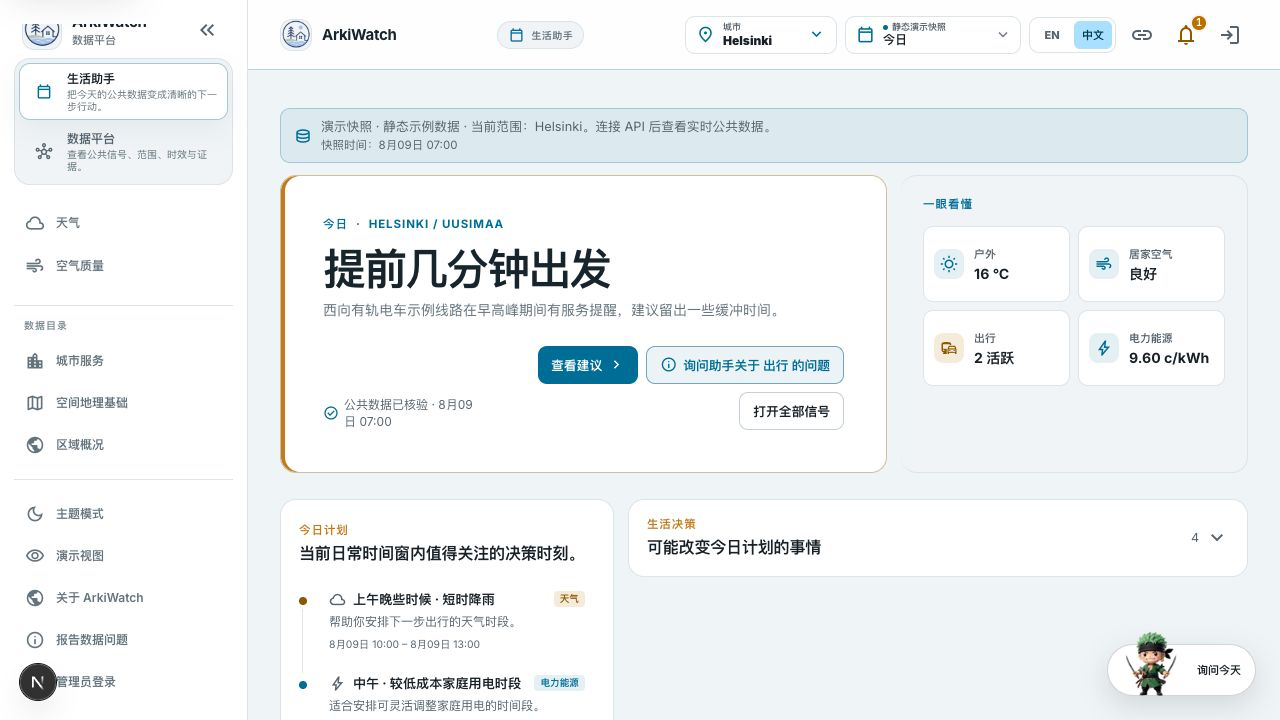 ArkiWatch
数据平台
生活助手
把今天的公共数据变成清晰的下一
步行动。
数据平台
查看公共信号、范围、时效与证
据。
天气
空气质量
数据目录
城市服务
空间地理基础
区域概况
主题模式
演示视图
关于 ArkiWatch
报告数据问题
管理员登录
N
ArkiWatch
生活助手
城市
Helsinki
静态演示快照
今日
EN
中文
1
演示快照 · 静态示例数据 · 当前范围：Helsinki。连接 API 后查看实时公共数据。
快照时间：8月09日 07:00
今日 · HELSINKI / UUSIMAA
提前几分钟出发
西向有轨电车示例线路在早高峰期间有服务提醒，建议留出一些缓冲时间。
查看建议
询问助手关于 出行 的问题
公共数据已核验 · 8月09
日 07:00
打开全部信号
一眼看懂
户外
16 °C
居家空气
良好
出行
2 活跃
电力能源
9.60 c/kWh
今日计划
当前日常时间窗内值得关注的决策时刻。
上午晚些时候 · 短时降雨
天气
帮助你安排下一步出行的天气时段。
8月09日 10:00 – 8月09日 13:00
中午 · 较低成本家庭用电时段
电力能源
适合安排可灵活调整家庭用电的时间段。
生活决策
可能改变今日计划的事情
4
询问今天